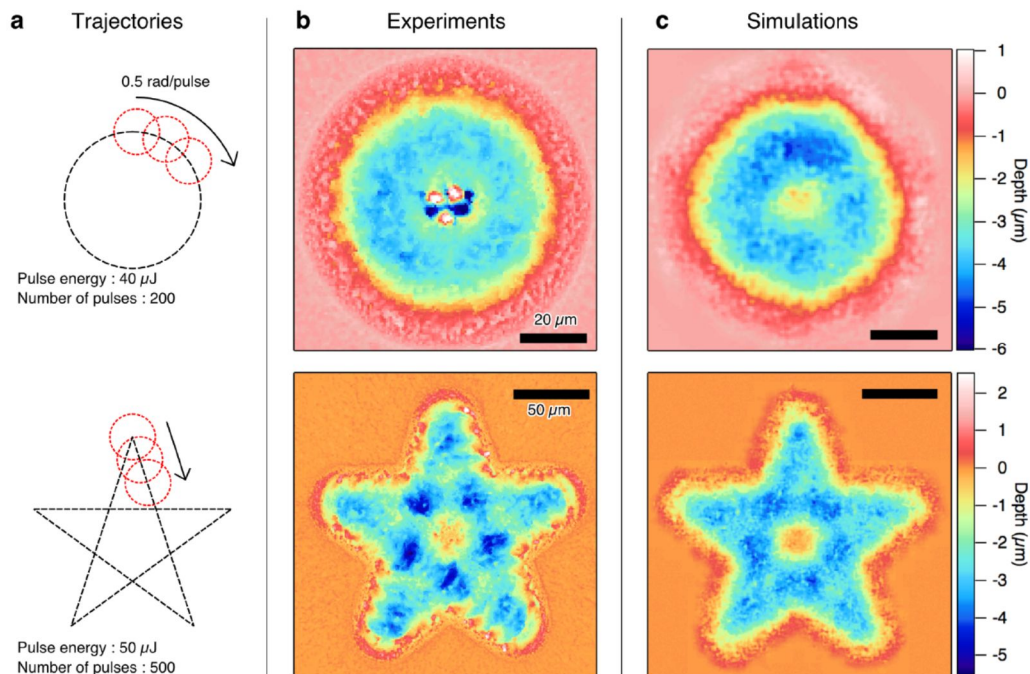 a Trajectories
b Experiments
c Simulations
0.5 rad/pulse
Pulse energy : 40 µJ
Number of pulses : 200
20 µm
1
0
-1
-2
-3
-4
-5
-6
Depth (µm)
Pulse energy : 50 µJ
Number of pulses : 500
50 µm
2
1
0
-1
-2
-3
-4
-5
Depth (µm)